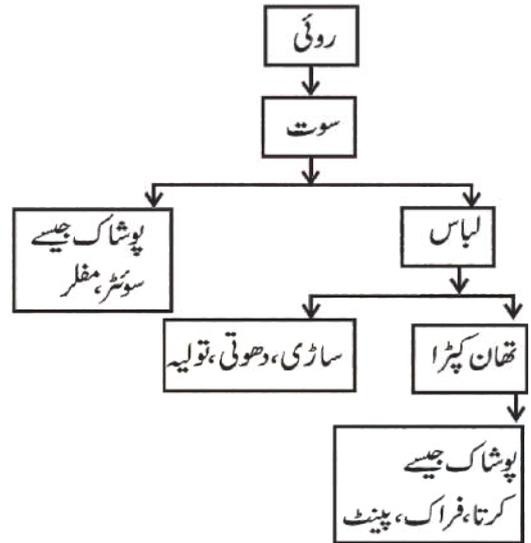 روئی
سوت
پوشاک جیسے
سوئٹر، مفلر
لباس
ساڑی، دھوتی، تولیہ
تھان کپڑا
پوشاک جیسے
کرتا، فراک، پینٹ